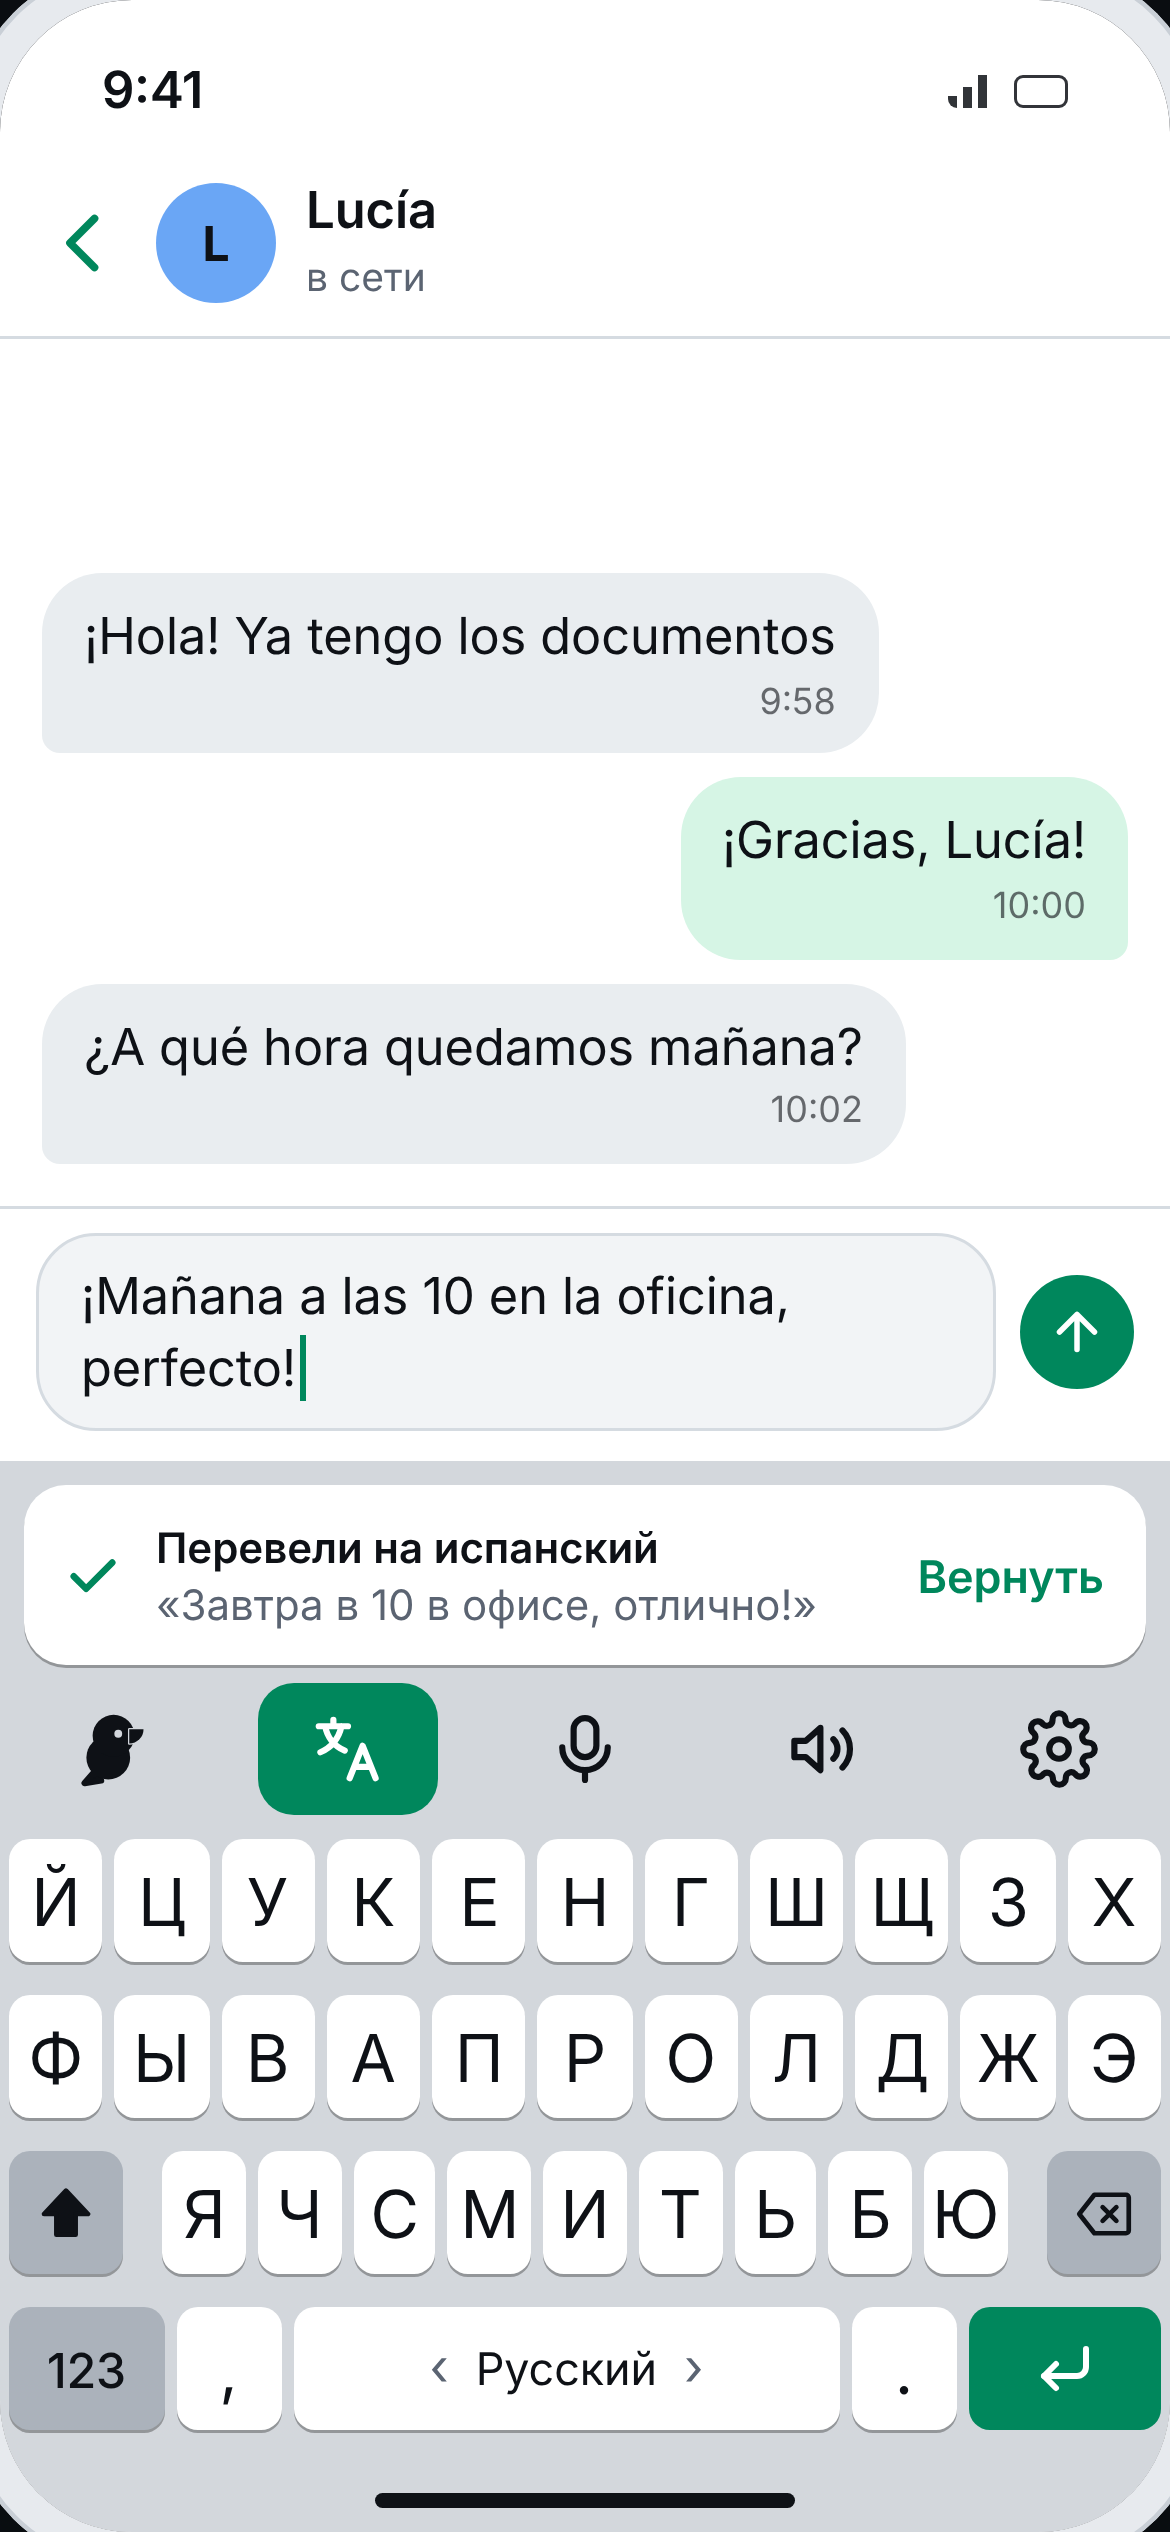 9:41
L
Lucía
в сети
¡Hola! Ya tengo los documentos
9:58
¡Gracias, Lucía!
10:00
¿A qué hora quedamos mañana?
10:02
¡Mañana a las 10 en la oficina,
perfecto!
Перевели на испанский
«Завтра в 10 в офисе, отлично!»
Вернуть
文A
Й Ц У К Е Н Г Ш Щ З Х
Ф Ы В А П Р О Л Д Ж Э
Я Ч С М И Т Ь Б Ю
123 , ‹ Русский › .